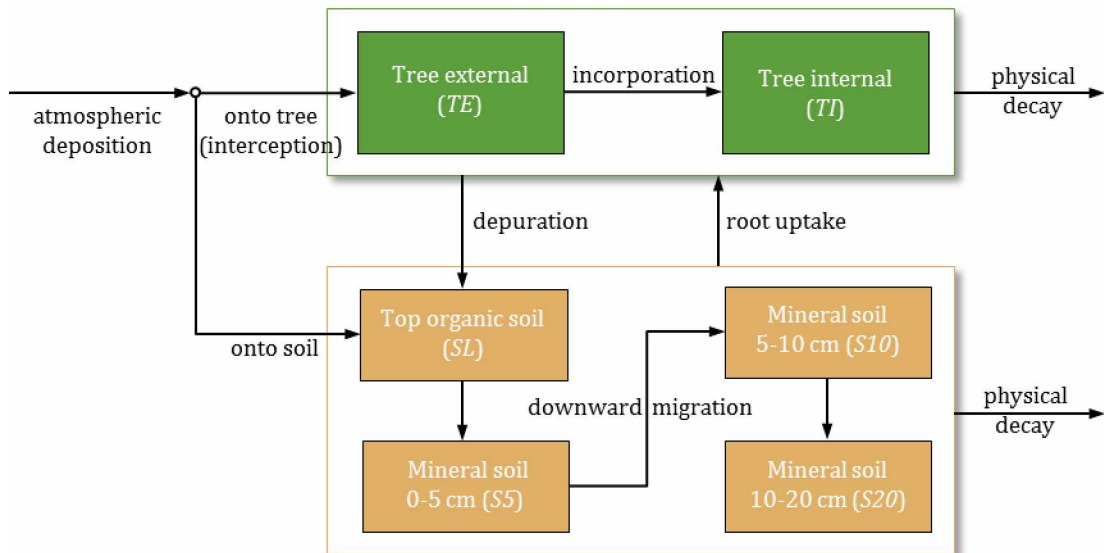 Tree external
(TE)
incorporation
Tree internal
(TI)
physical
decay
atmospheric
deposition
onto tree
(interception)
depuration
root uptake
Top organic soil
(SL)
onto soil
Mineral soil
5-10 cm (S10)
downward migration
physical
decay
Mineral soil
0-5 cm (S5)
Mineral soil
10-20 cm (S20)